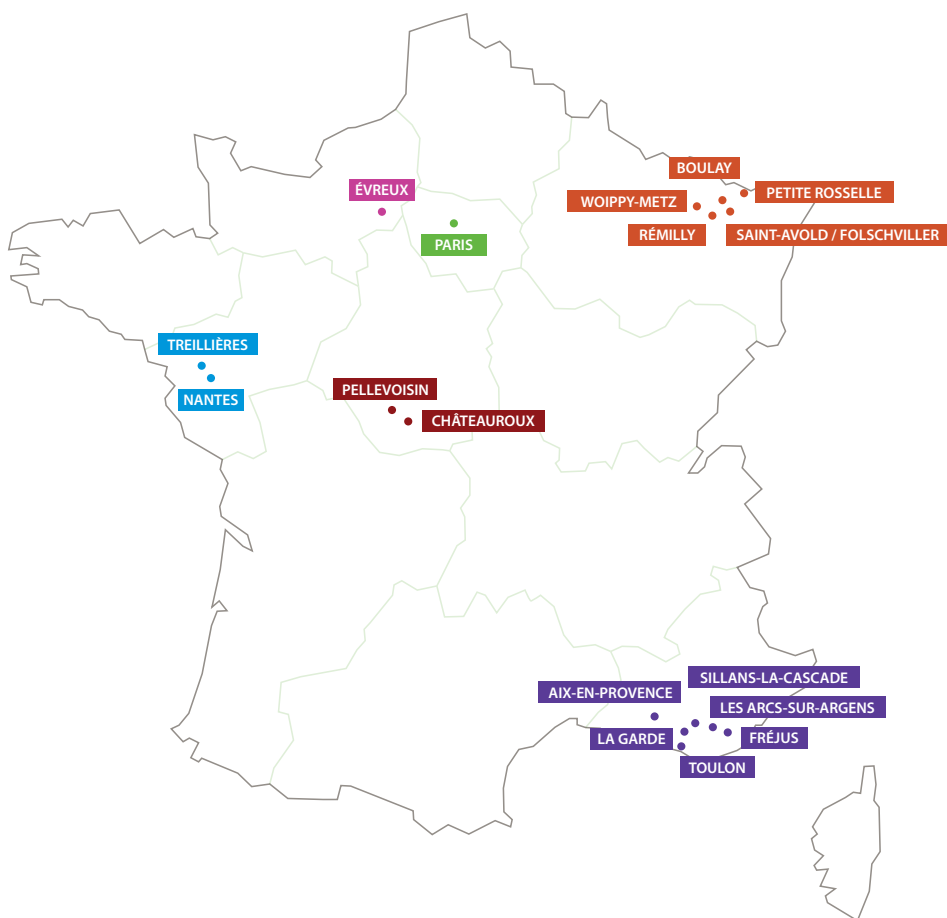 BOULAY
ÉVREUX
PETITE ROSSELLE
WOIPPY-METZ
RÉMILLY
SAINT-AVOLD / FOLSCHVILLER
PARIS
TREILLIÈRES
PELLEVOISIN
NANTES
CHÂTEAUROUX
SILLANS-LA-CASCADE
AIX-EN-PROVENCE
LES ARCS-SUR-ARGENS
LA GARDE
FRÉJUS
TOULON